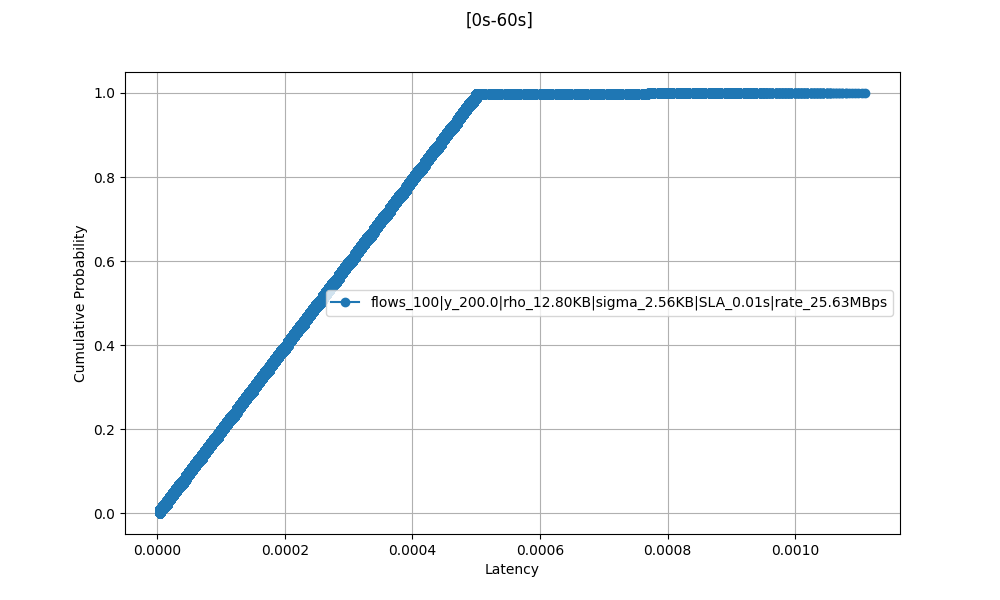 [0s-60s]
1.0
0.8
0.6
0.4
0.2
0.0
Cumulative Probability
flows_100|y_200.0|rho_12.80KB|sigma_2.56KB|SLA_0.01s|rate_25.63MBps
0.0000 0.0002 0.0004 0.0006 0.0008 0.0010
Latency